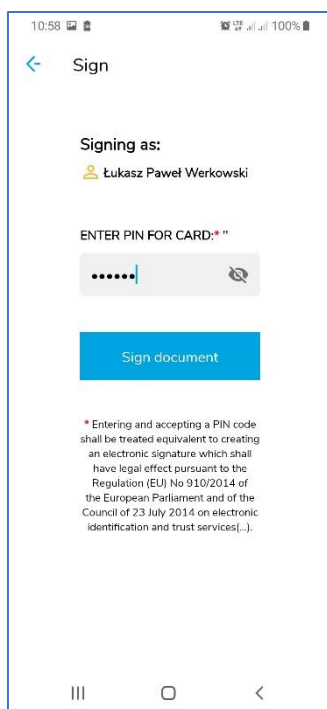 10:58 LTE 100%
Sign
Signing as:
Łukasz Paweł Werkowski
ENTER PIN FOR CARD:* "
••••••
Sign document
* Entering and accepting a PIN code
shall be treated equivalent to creating
an electronic signature which shall
have legal effect pursuant to the
Regulation (EU) No 910/2014 of
the European Parliament and of the
Council of 23 July 2014 on electronic
identification and trust services(...).